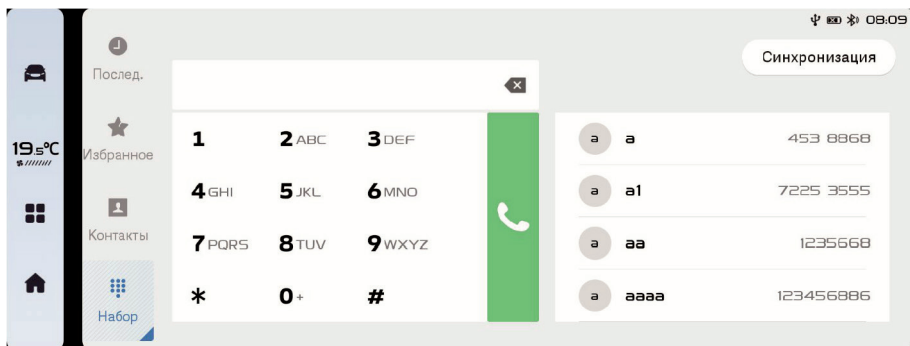 08:09
Синхронизация
Послед.
Избранное
Контакты
Набор
19.5°C
1 2 ABC 3 DEF
4 GHI 5 JKL 6 MNO
7 PQRS 8 TUV 9 WXYZ
* 0 + #
a a 453 8868
a a1 7225 3555
a aa 1235668
a aaaa 123456886